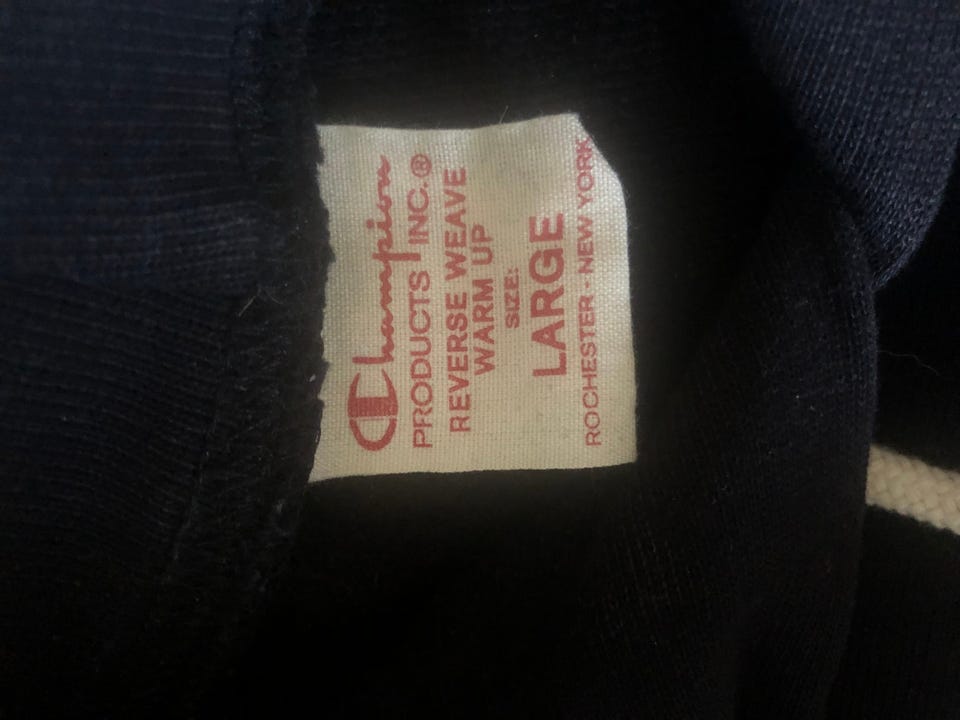 Champion
PRODUCTS INC.®
REVERSE WEAVE
WARM UP
SIZE:
LARGE
ROCHESTER - NEW YORK